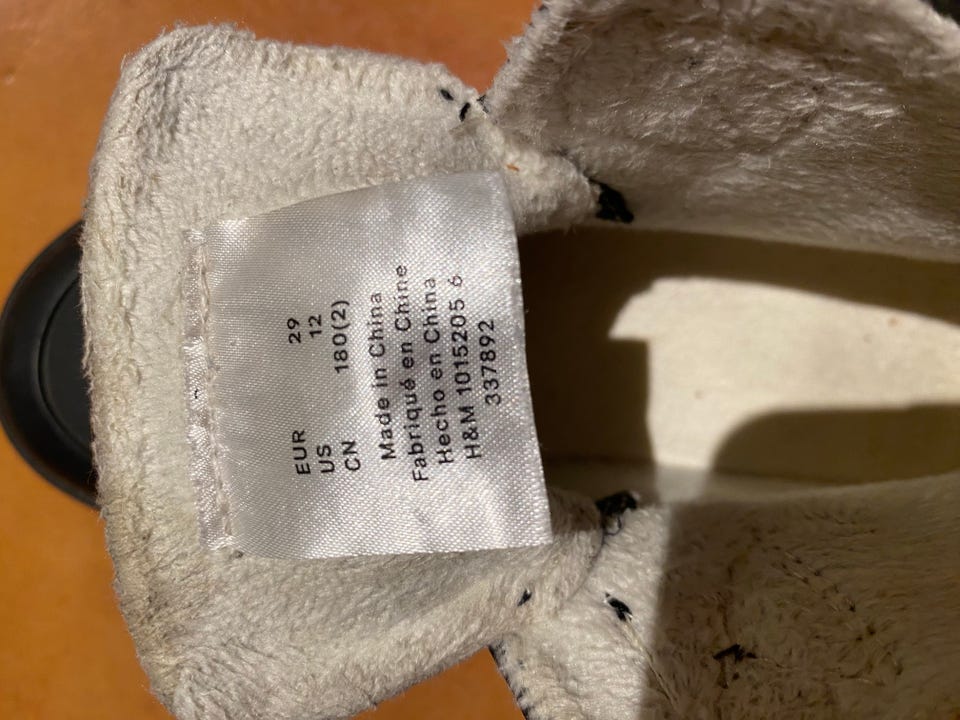 EUR 29
US 12
CN 180(2)
Made in China
Fabriqué en Chine
Hecho en China
H&M 1015205 6
337892